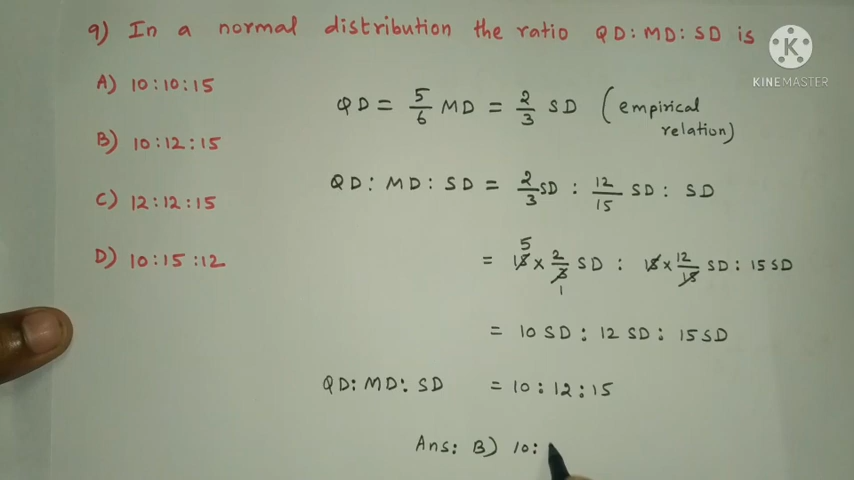 9) In a normal distribution the ratio QD: MD: SD is
K
KINEMASTER
A) 10:10:15
B) 10:12:15
C) 12:12:15
D) 10:15:12
QD = 5/6 MD = 2/3 SD (empirical relation)
QD: MD: SD = 2/3 SD : 12/15 SD : SD
= 5 15 × 2/3 1 SD : 15 × 12/15 SD : 15 SD
= 10 SD : 12 SD : 15 SD
QD: MD: SD = 10:12:15
Ans: B) 10: